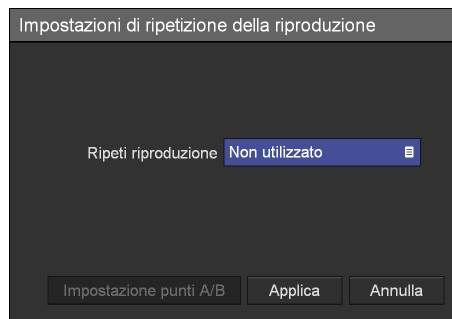 Impostazioni di ripetizione della riproduzione
Ripeti riproduzione Non utilizzato
Impostazione punti A/B Applica Annulla